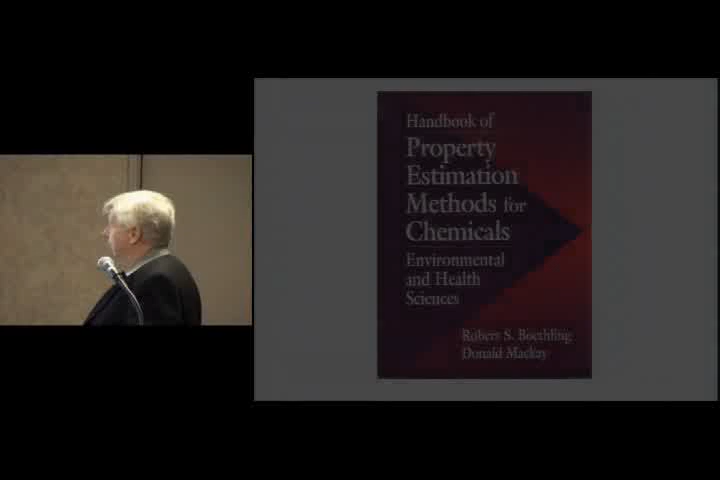 Handbook of
Property
Estimation
Methods for
Chemicals
Environmental
and Health
Sciences
Robert S. Boethling
Donald Mackay